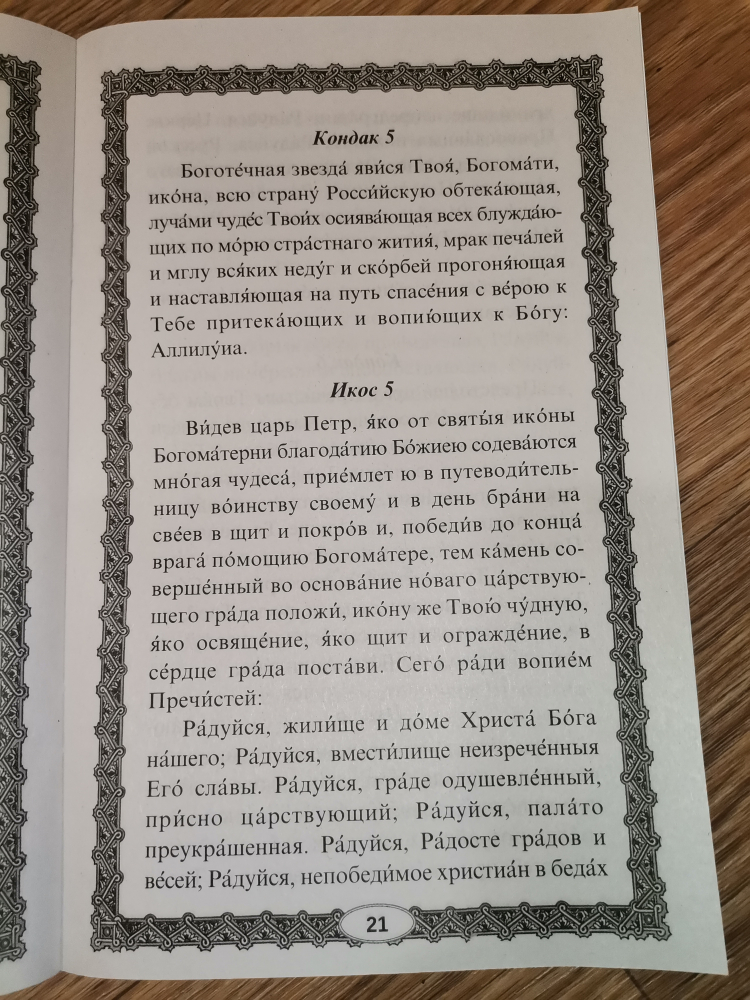 Кондак 5
Боготе́чная звезда́ яви́ся Твоя́, Богома́ти,
ико́на, всю страну́ Росси́йскую обтека́ющая,
луча́ми чуде́с Твои́х осиява́ющая всех блужда́ю-
щих по мо́рю стра́стнаго жития́, мрак печа́лей
и мглу вся́ких неду́г и ско́рбей прогоня́ющая
и наставля́ющая на путь спасе́ния с ве́рою к
Тебе притека́ющих и вопию́щих к Бо́гу:
Аллилу́иа.
Икос 5
Ви́дев царь Петр, я́ко от святы́я ико́ны
Богома́терни благода́тию Бо́жиею содева́ются
мно́гая чудеса́, прие́млет ю в путеводи́тель-
ницу во́инству своему́ и в день бра́ни на
све́ев в щит и покро́в и, победи́в до конца́
врага́ по́мощию Богома́тере, тем ка́мень со-
верше́нный во основа́ние но́ваго ца́рствую-
щего гра́да положи́, ико́ну же Твою́ чу́дную,
я́ко освяще́ние, я́ко щит и огражде́ние, в
се́рдце гра́да поста́ви. Сего́ ра́ди вопие́м
Пречи́стей:
Ра́дуйся, жили́ще и до́ме Христа́ Бо́га
на́шего; Ра́дуйся, вмести́лище неизрече́нныя
Его́ сла́вы. Ра́дуйся, гра́де одушевле́нный,
при́сно ца́рствующий; Ра́дуйся, пала́то
преукра́шенная. Ра́дуйся, Ра́досте гра́дов и
ве́сей; Ра́дуйся, непобеди́мое христиа́н в беда́х
21